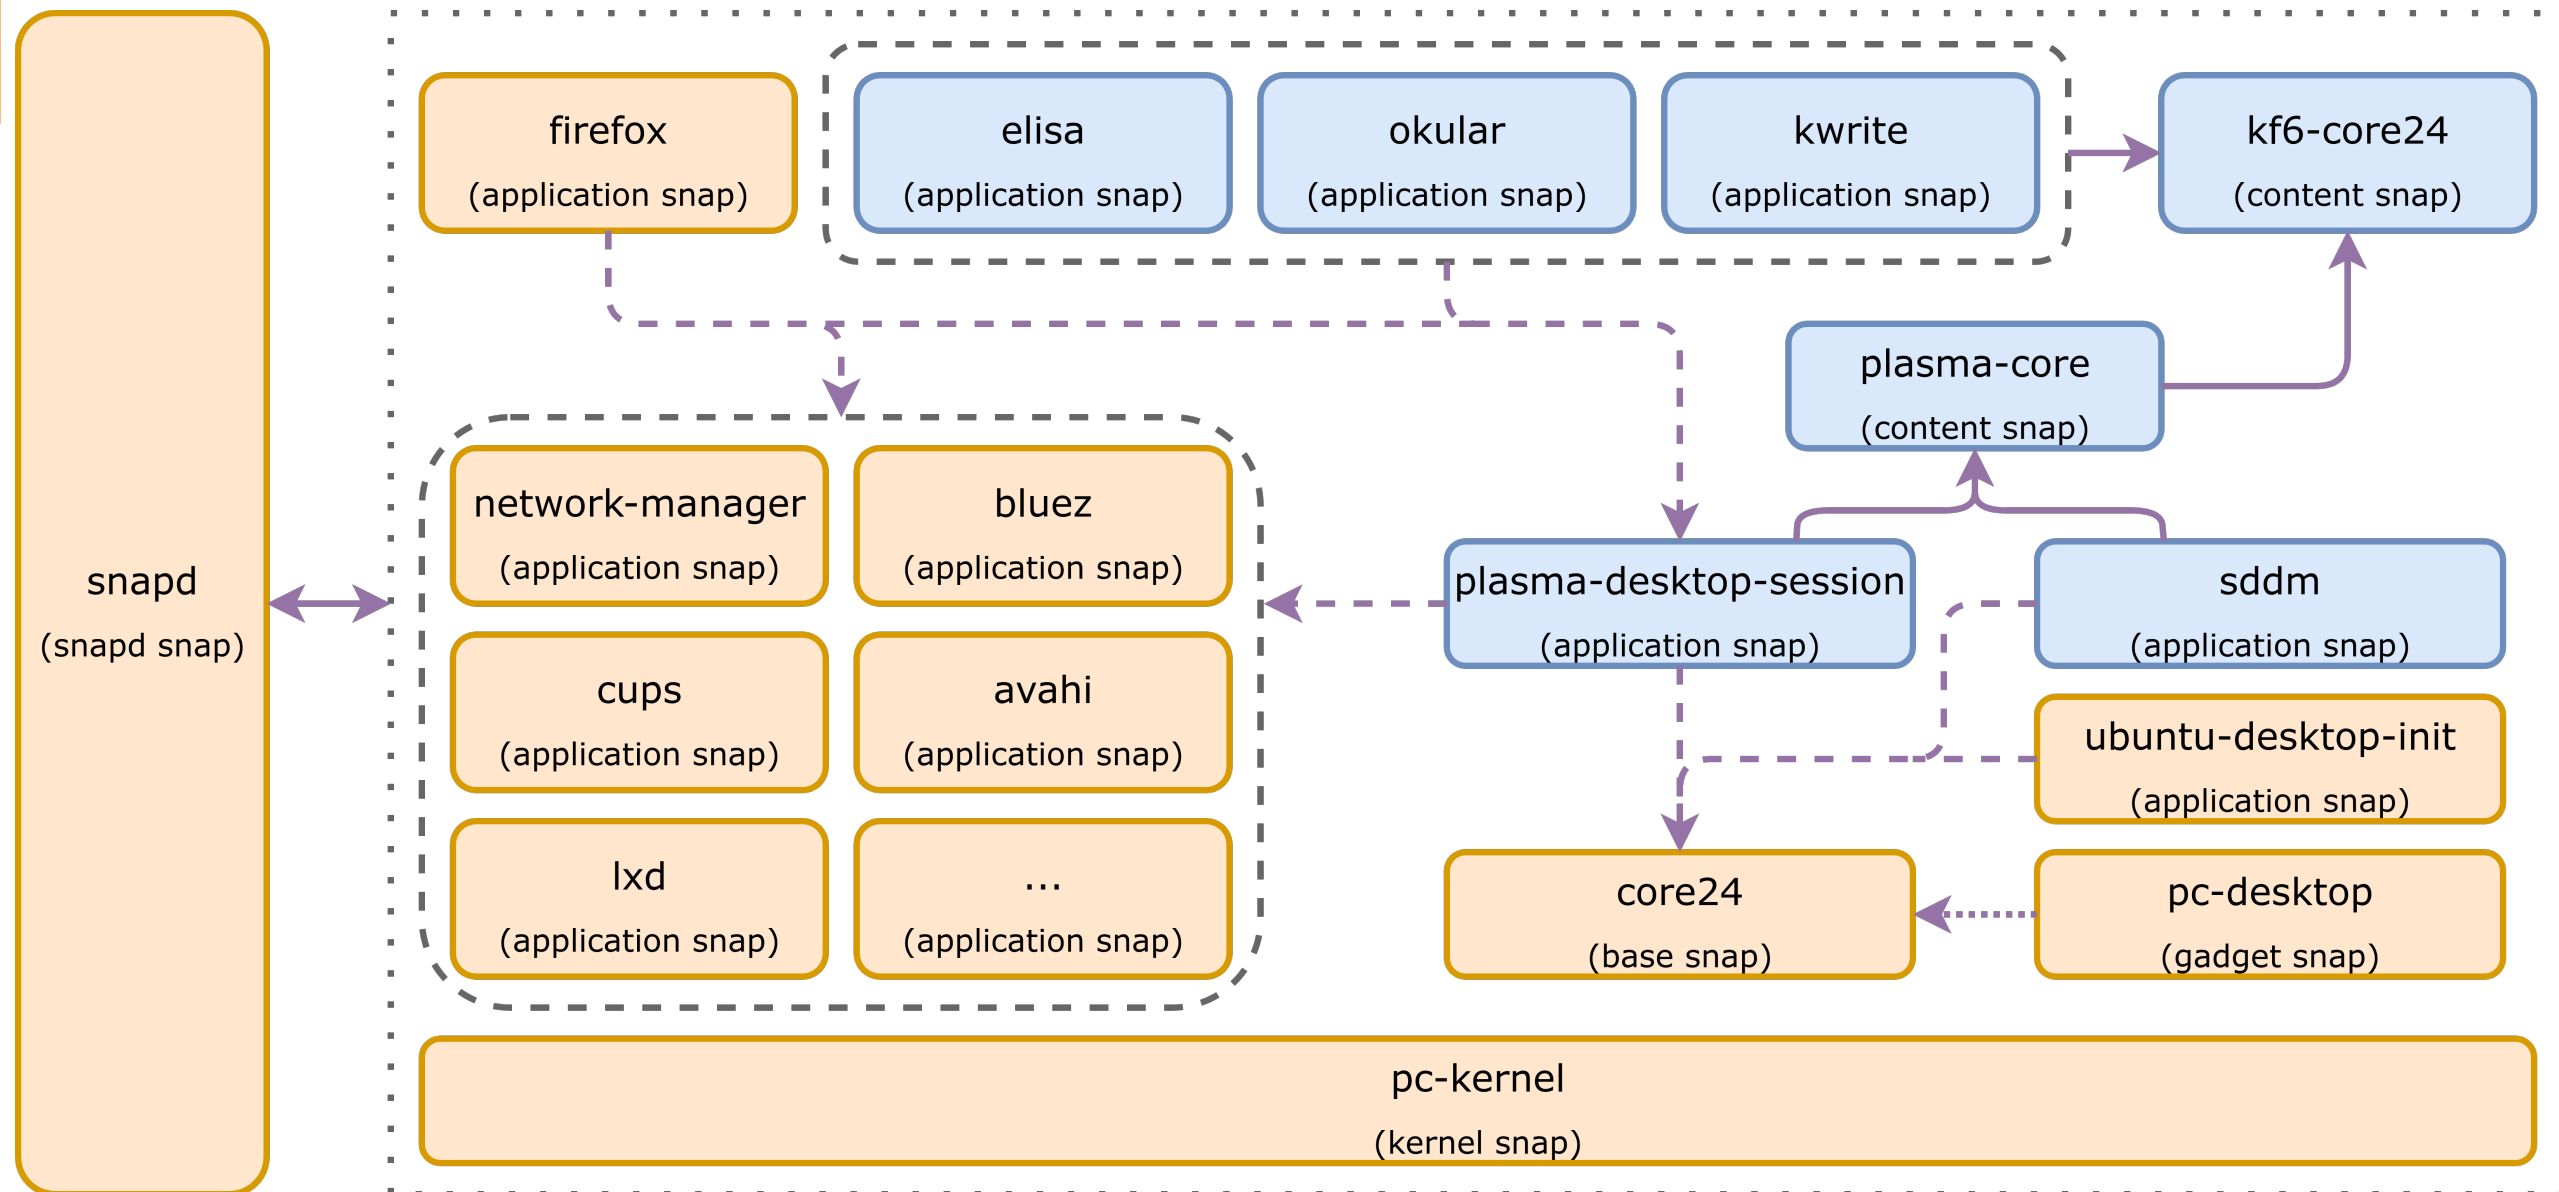 snapd
(snapd snap)
firefox
(application snap)
elisa
(application snap)
okular
(application snap)
kwrite
(application snap)
kf6-core24
(content snap)
plasma-core
(content snap)
network-manager
(application snap)
bluez
(application snap)
cups
(application snap)
avahi
(application snap)
lxd
(application snap)
...
(application snap)
plasma-desktop-session
(application snap)
sddm
(application snap)
ubuntu-desktop-init
(application snap)
core24
(base snap)
pc-desktop
(gadget snap)
pc-kernel
(kernel snap)